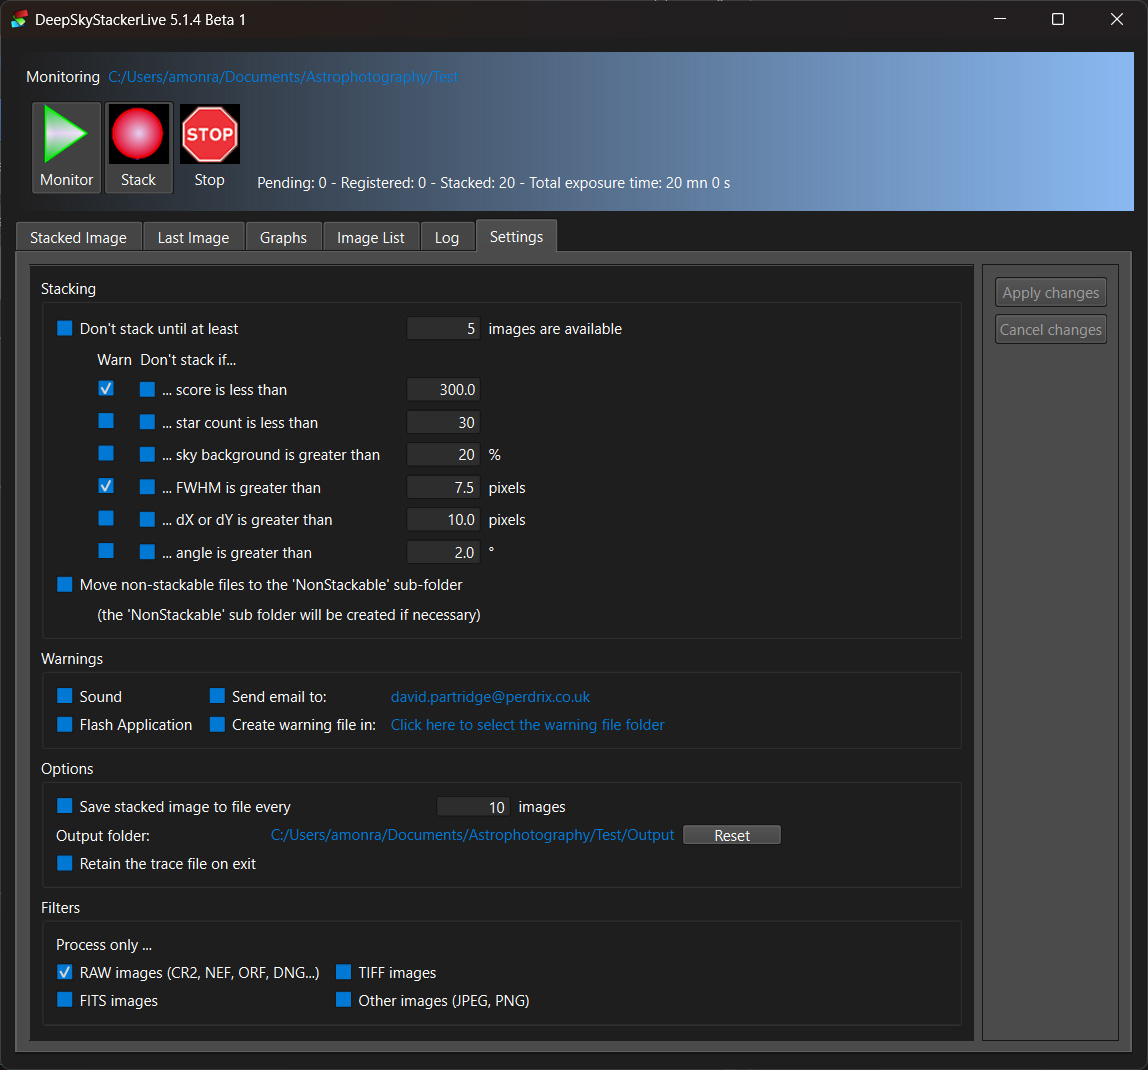 DeepSkyStackerLive 5.1.4 Beta 1
Monitoring C:/Users/amonra/Documents/Astrophotography/Test
STOP
Monitor Stack Stop Pending: 0 - Registered: 0 - Stacked: 20 - Total exposure time: 20 mn 0 s
Stacked Image Last Image Graphs Image List Log Settings
Stacking
Apply changes
Cancel changes
Don't stack until at least 5 images are available
Warn Don't stack if...
... score is less than 300.0
... star count is less than 30
... sky background is greater than 20 %
... FWHM is greater than 7.5 pixels
... dX or dY is greater than 10.0 pixels
... angle is greater than 2.0 °
Move non-stackable files to the 'NonStackable' sub-folder
(the 'NonStackable' sub folder will be created if necessary)
Warnings
Sound Send email to: david.partridge@perdrix.co.uk
Flash Application Create warning file in: Click here to select the warning file folder
Options
Save stacked image to file every 10 images
Output folder: C:/Users/amonra/Documents/Astrophotography/Test/Output Reset
Retain the trace file on exit
Filters
Process only ...
RAW images (CR2, NEF, ORF, DNG...) TIFF images
FITS images Other images (JPEG, PNG)